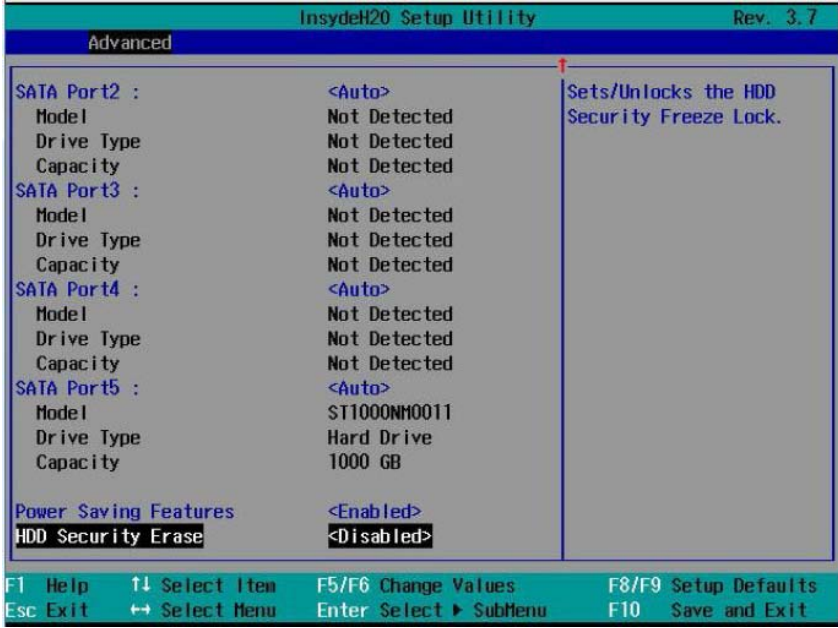 InsydeH20 Setup Utility Rev. 3.7
Advanced
SATA Port2 : <Auto> Sets/Unlocks the HDD
Model Not Detected Security Freeze Lock.
Drive Type Not Detected
Capacity Not Detected
SATA Port3 : <Auto>
Model Not Detected
Drive Type Not Detected
Capacity Not Detected
SATA Port4 : <Auto>
Model Not Detected
Drive Type Not Detected
Capacity Not Detected
SATA Port5 : <Auto>
Model ST1000NM0011
Drive Type Hard Drive
Capacity 1000 GB
Power Saving Features <Enabled>
HDD Security Erase <Disabled>
F1 Help ↑↓ Select Item F5/F6 Change Values F8/F9 Setup Defaults
Esc Exit ↔ Select Menu Enter Select ▶ SubMenu F10 Save and Exit